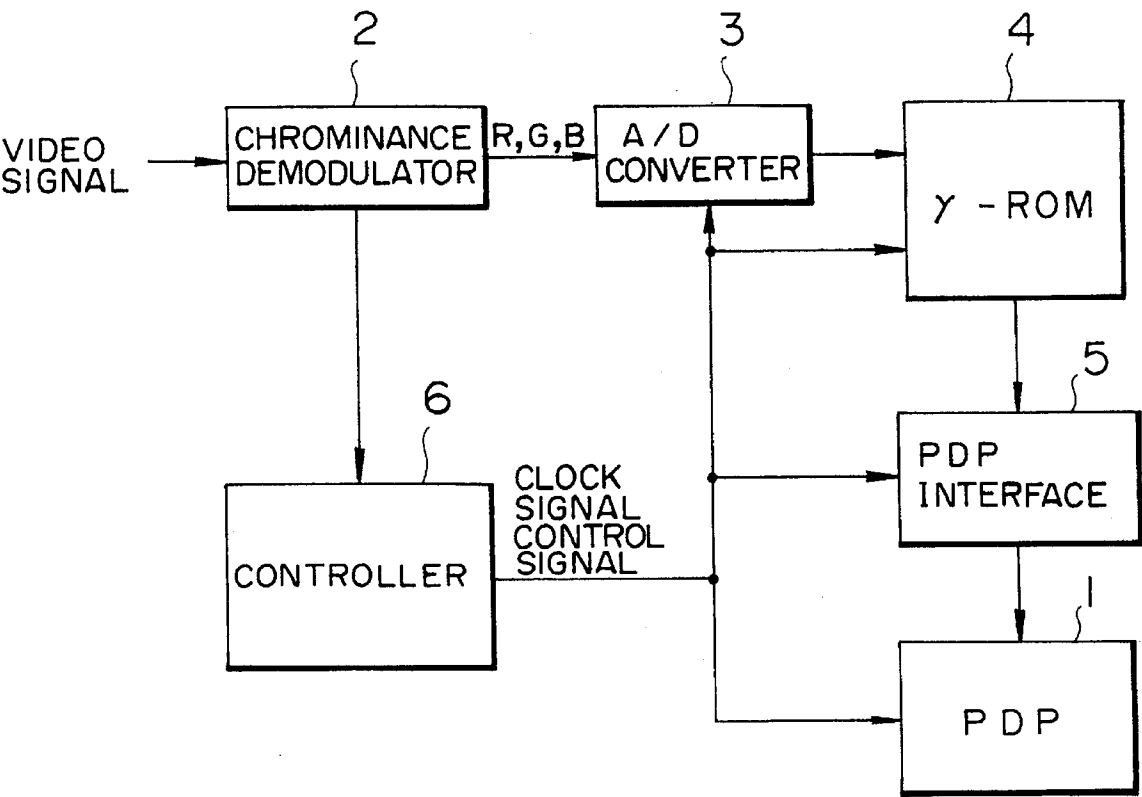 2
3
4
VIDEO
SIGNAL
CHROMINANCE
DEMODULATOR
R,G,B
A/D
CONVERTER
γ-ROM
5
PDP
INTERFACE
6
CONTROLLER
CLOCK
SIGNAL
CONTROL
SIGNAL
1
PDP